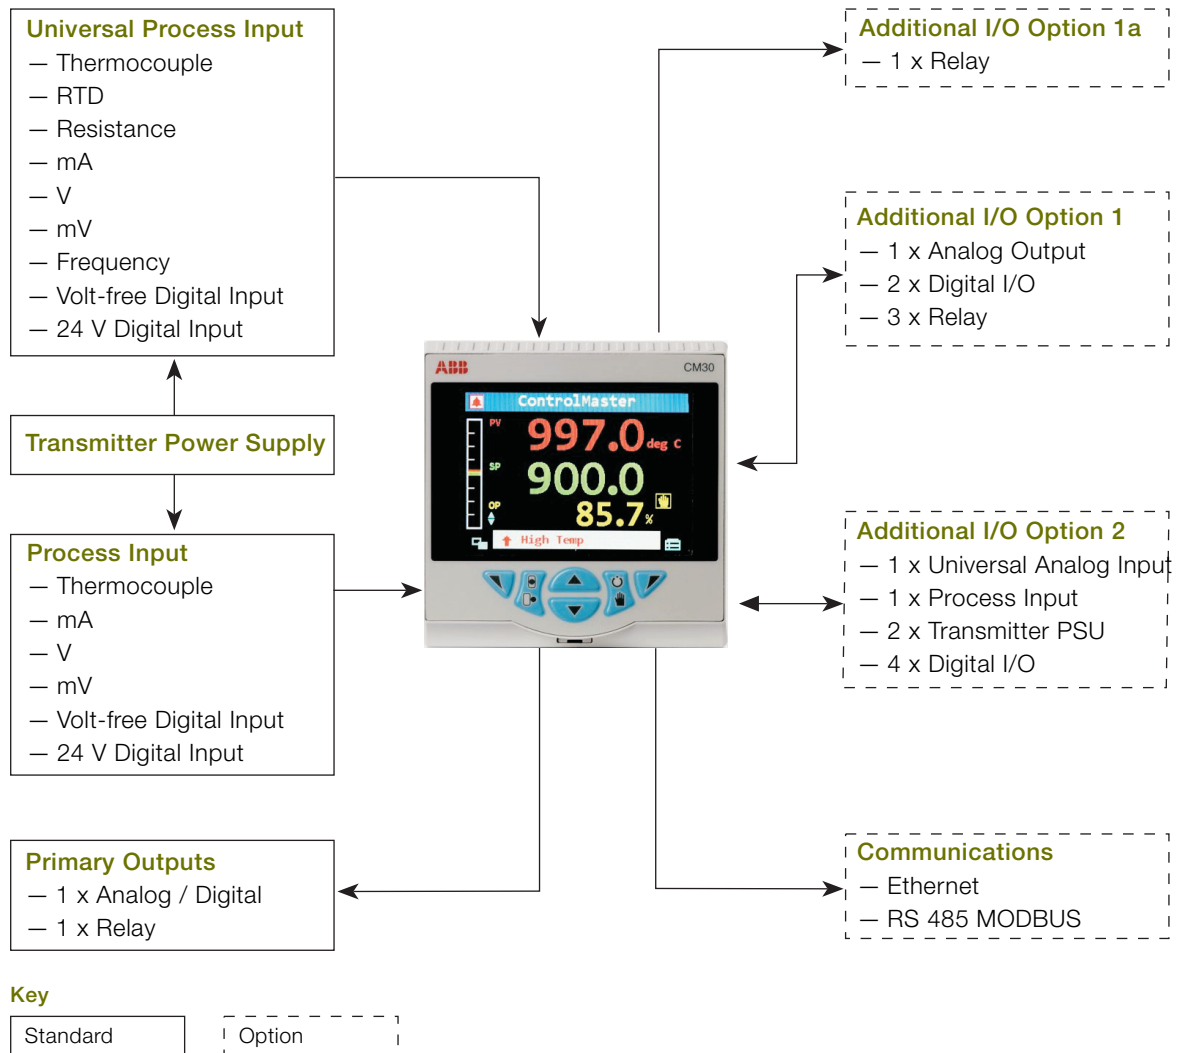 Universal Process Input
— Thermocouple
— RTD
— Resistance
— mA
— V
— mV
— Frequency
— Volt-free Digital Input
— 24 V Digital Input
Transmitter Power Supply
Process Input
— Thermocouple
— mA
— V
— mV
— Volt-free Digital Input
— 24 V Digital Input
Primary Outputs
— 1 x Analog / Digital
— 1 x Relay
ABB
CM30
ControlMaster
PV
997.0 deg C
SP
900.0
OP
85.7 %
High Temp
Additional I/O Option 1a
— 1 x Relay
Additional I/O Option 1
— 1 x Analog Output
— 2 x Digital I/O
— 3 x Relay
Additional I/O Option 2
— 1 x Universal Analog Input
— 1 x Process Input
— 2 x Transmitter PSU
— 4 x Digital I/O
Communications
— Ethernet
— RS 485 MODBUS
Key
Standard
Option